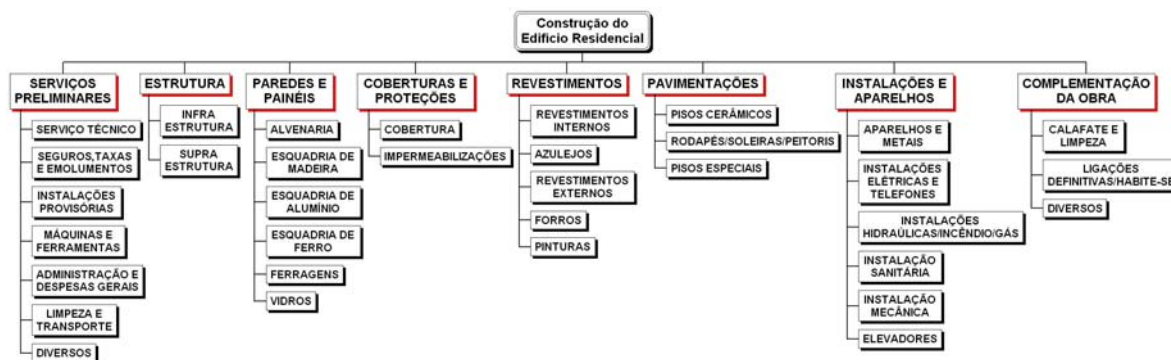 Construção do
Edifício Residencial
SERVIÇOS
PRELIMINARES
SERVIÇO TÉCNICO
SEGUROS,TAXAS
E EMOLUMENTOS
INSTALAÇÕES
PROVISÓRIAS
MÁQUINAS E
FERRAMENTAS
ADMINISTRAÇÃO E
DESPESAS GERAIS
LIMPEZA E
TRANSPORTE
DIVERSOS
ESTRUTURA
INFRA
ESTRUTURA
SUPRA
ESTRUTURA
PAREDES E
PAINÉIS
ALVENARIA
ESQUADRIA DE
MADEIRA
ESQUADRIA DE
ALUMÍNIO
ESQUADRIA DE
FERRO
FERRAGENS
VIDROS
COBERTURAS E
PROTEÇÕES
COBERTURA
IMPERMEABILIZAÇÕES
REVESTIMENTOS
REVESTIMENTOS
INTERNOS
AZULEJOS
REVESTIMENTOS
EXTERNOS
FORROS
PINTURAS
PAVIMENTAÇÕES
PISOS CERÂMICOS
RODAPÉS/SOLEIRAS/PEITORIS
PISOS ESPECIAIS
INSTALAÇÕES E
APARELHOS
APARELHOS E
METAIS
INSTALAÇÕES
ELÉTRICAS E
TELEFONES
INSTALAÇÕES
HIDRAÚLICAS/INCÊNDIO/GÁS
INSTALAÇÃO
SANITÁRIA
INSTALAÇÃO
MECÂNICA
ELEVADORES
COMPLEMENTAÇÃO
DA OBRA
CALAFATE E
LIMPEZA
LIGAÇÕES
DEFINITIVAS/HABITE-SE
DIVERSOS